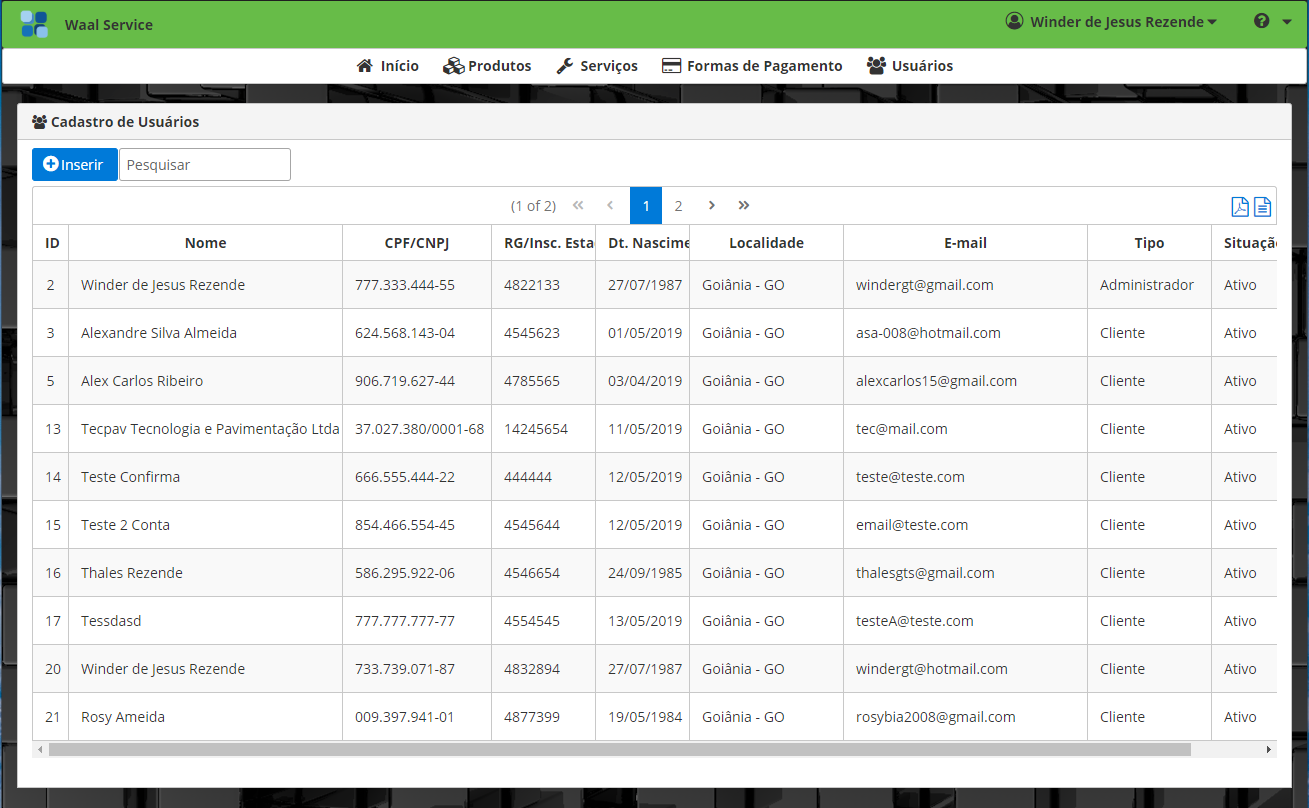 Waal Service Winder de Jesus Rezende
Início Produtos Serviços Formas de Pagamento Usuários
Cadastro de Usuários
Inserir Pesquisar
(1 of 2) 1 2
ID Nome CPF/CNPJ RG/Insc. Esta Dt. Nascime Localidade E-mail Tipo Situaçã
2 Winder de Jesus Rezende 777.333.444-55 4822133 27/07/1987 Goiânia - GO windergt@gmail.com Administrador Ativo
3 Alexandre Silva Almeida 624.568.143-04 4545623 01/05/2019 Goiânia - GO asa-008@hotmail.com Cliente Ativo
5 Alex Carlos Ribeiro 906.719.627-44 4785565 03/04/2019 Goiânia - GO alexcarlos15@gmail.com Cliente Ativo
13 Tecpav Tecnologia e Pavimentação Ltda 37.027.380/0001-68 14245654 11/05/2019 Goiânia - GO tec@mail.com Cliente Ativo
14 Teste Confirma 666.555.444-22 444444 12/05/2019 Goiânia - GO teste@teste.com Cliente Ativo
15 Teste 2 Conta 854.466.554-45 4545644 12/05/2019 Goiânia - GO email@teste.com Cliente Ativo
16 Thales Rezende 586.295.922-06 4546654 24/09/1985 Goiânia - GO thalesgts@gmail.com Cliente Ativo
17 Tessdasd 777.777.777-77 4554545 13/05/2019 Goiânia - GO testeA@teste.com Cliente Ativo
20 Winder de Jesus Rezende 733.739.071-87 4832894 27/07/1987 Goiânia - GO windergt@hotmail.com Cliente Ativo
21 Rosy Ameida 009.397.941-01 4877399 19/05/1984 Goiânia - GO rosybia2008@gmail.com Cliente Ativo